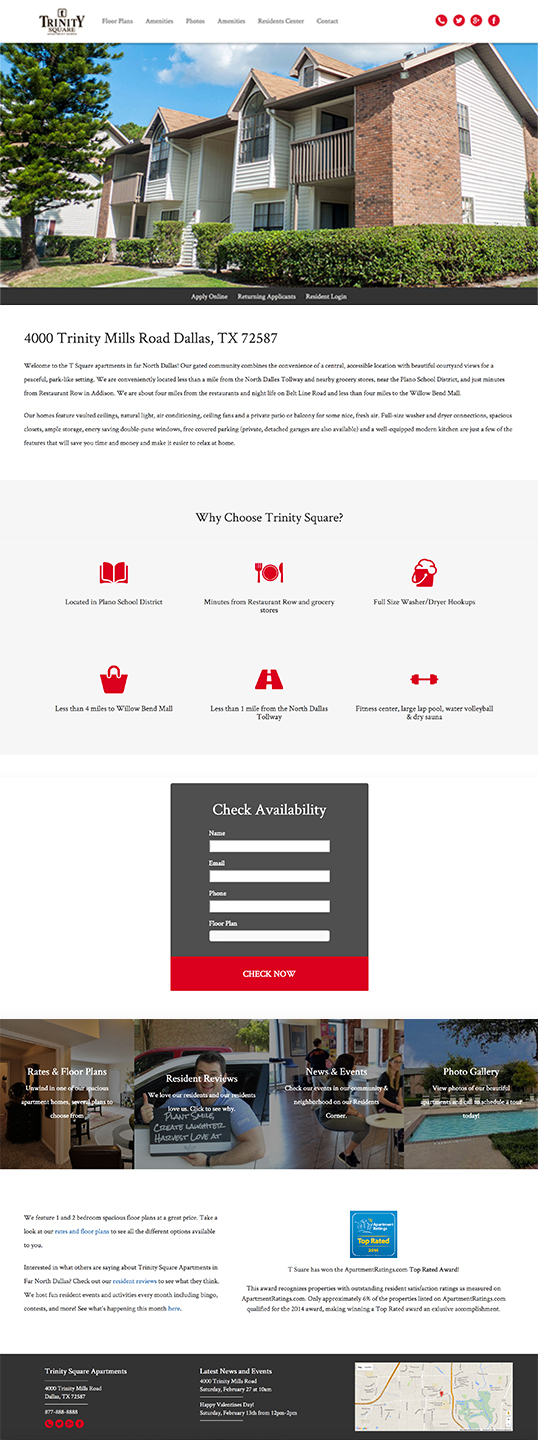 TRINITY
SQUARE
Floor Plans Amenities Photos Amenities Residents Center Contact
Apply Online Returning Applicants Resident Login
4000 Trinity Mills Road Dallas, TX 72587
Welcome to the T Square apartments in far North Dallas! Our gated community combines the convenience of a central, accessible location with beautiful courtyard views for a
peaceful, park-like setting. We are conveniently located less than a mile from the North Dalles Tollway and nearby grocery stores, near the Plano School District, and just minutes
from Restaurant Row in Addison. We are about four miles from the restaurants and night life on Belt Line Road and less than four miles to the Willow Bend Mall.
Our homes feature vaulted ceilings, natural light, air conditioning, ceiling fans and a private patio or balcony for some nice, fresh air. Full-size washer and dryer connections, spacious
closets, ample storage, enery saving double-pane windows, free covered parking (private, detached garages are also available) and a well-equipped modern kitchen are just a few of the
features that will save you time and money and make it easier to relax at home.
Why Choose Trinity Square?
Located in Plano School District
Minutes from Restaurant Row and grocery
stores
Full Size Washer/Dryer Hookups
Less than 4 miles to Willow Bend Mall
Less than 1 mile from the North Dallas
Tollway
Fitness center, large lap pool, water volleyball
& dry sauna
Check Availability
Name
Email
Phone
Floor Plan
CHECK NOW
Rates & Floor Plans
Unwind in one of our spacious
apartment homes, several plans to
choose from
Resident Reviews
We love our residents and our residents
love us. Click to see why.
PLANT SMILE
CREATE LAUGHTER
HARVEST LOVE AT
News & Events
Check our events in our community &
neighborhood on our Residents
Corner.
Photo Gallery
View photos of our beautiful
apartments and call to schedule a tour
today!
We feature 1 and 2 bedroom spacious floor plans at a great price. Take a
look at our rates and floor plans to see all the different options available
to you.
Interested in what others are saying about Trinity Square Apartments in
Far North Dallas? Check out our resident reviews to see what they think.
We host fun resident events and activities every month including bingo,
contests, and more! See what's happening this month here.
Apartment
Ratings
Top Rated
2014
T Suare has won the ApartmentRatings.com Top Rated Award!
This award recognizes properties with outstanding resident satisfaction ratings as measured on
ApartmentRatings.com. Only approximately 6% of the properties listed on ApartmentRatings.com
qualified for the 2014 award, making winning a Top Rated award an exlusive accomplishment.
Trinity Square Apartments
4000 Trinity Mills Road
Dallas, TX 72587
877-888-8888
Latest News and Events
4000 Trinity Mills Road
Saturday, February 27 at 10am
Happy Valentines Day!
Saturday, February 13th from 12pm-2pm